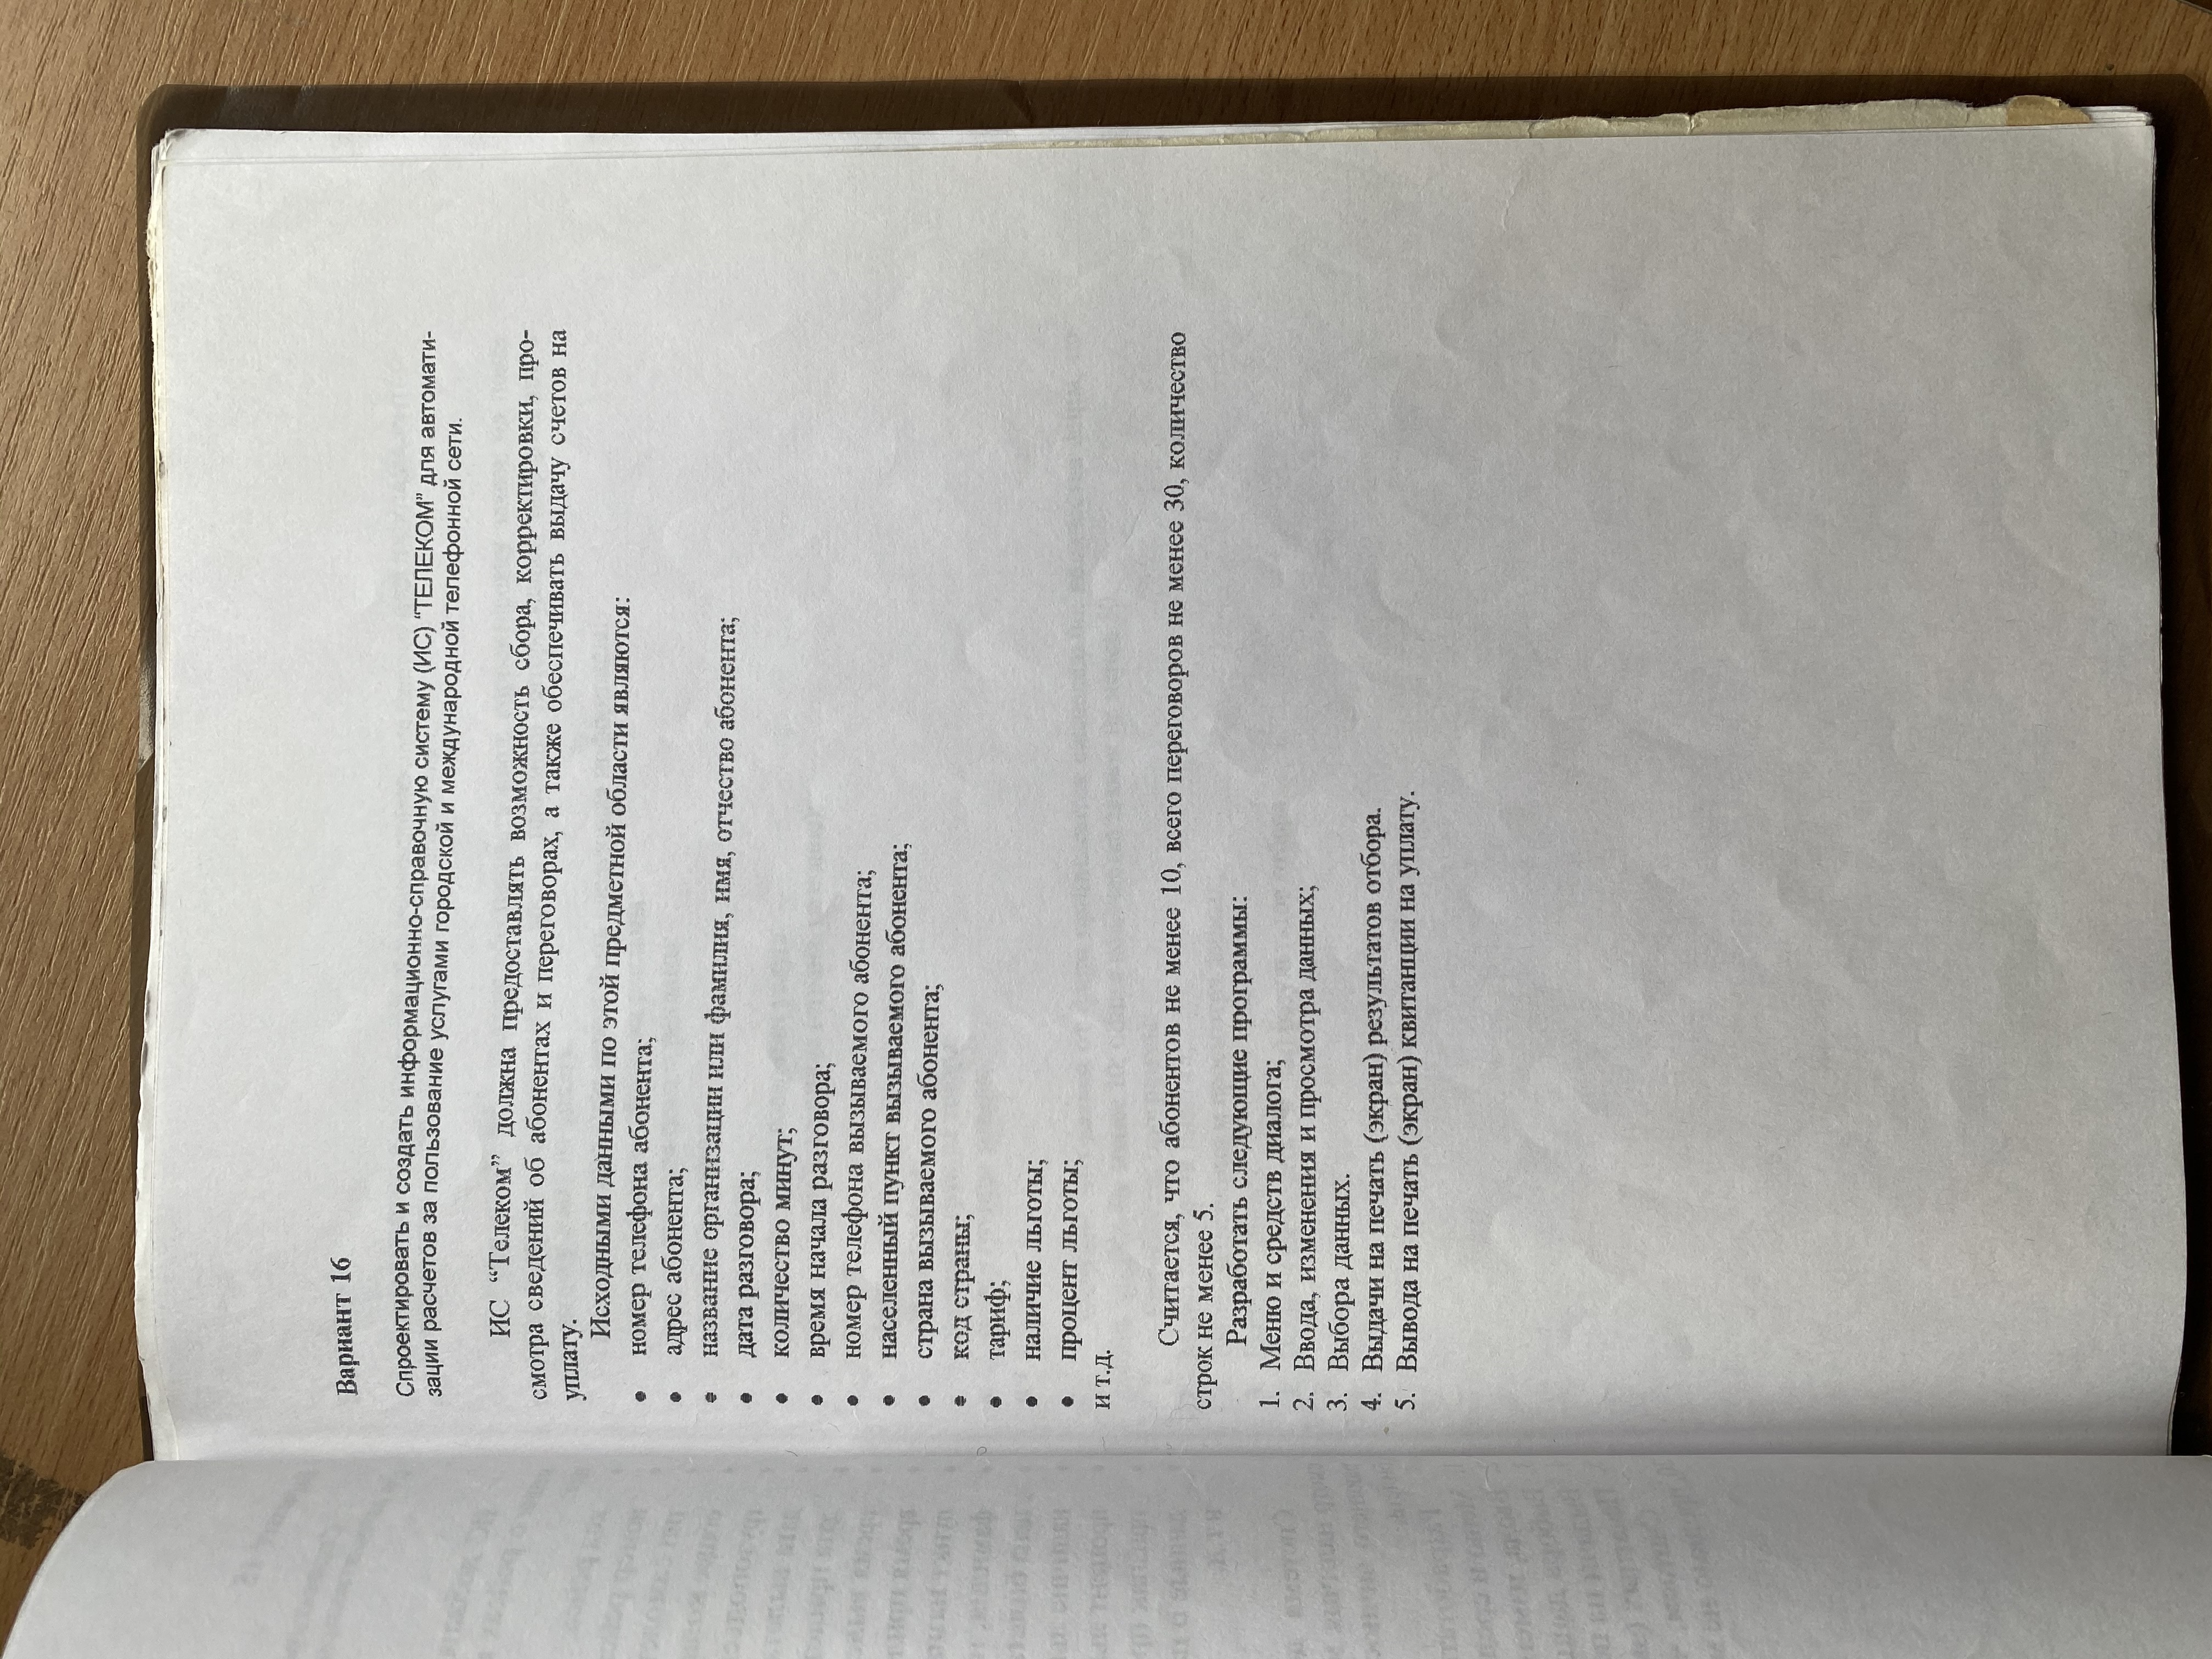 Вариант 16
Спроектировать и создать информационно-справочную систему (ИС) “ТЕЛЕКОМ” для автомати-
зации расчетов за пользование услугами городской и международной телефонной сети.
ИС “Телеком” должна предоставлять возможность сбора, корректировки, про-
смотра сведений об абонентах и переговорах, а также обеспечивать выдачу счетов на
уплату.
Исходными данными по этой предметной области являются:
• номер телефона абонента;
• адрес абонента;
• название организации или фамилия, имя, отчество абонента;
• дата разговора;
• количество минут;
• время начала разговора;
• номер телефона вызываемого абонента;
• населенный пункт вызываемого абонента;
• страна вызываемого абонента;
• код страны;
• тариф;
• наличие льготы;
• процент льготы;
и т.д.
Считается, что абонентов не менее 10, всего переговоров не менее 30, количество
строк не менее 5.
Разработать следующие программы:
1. Меню и средств диалога;
2. Ввода, изменения и просмотра данных;
3. Выбора данных.
4. Выдачи на печать (экран) результатов отбора.
5. Вывода на печать (экран) квитанции на уплату.